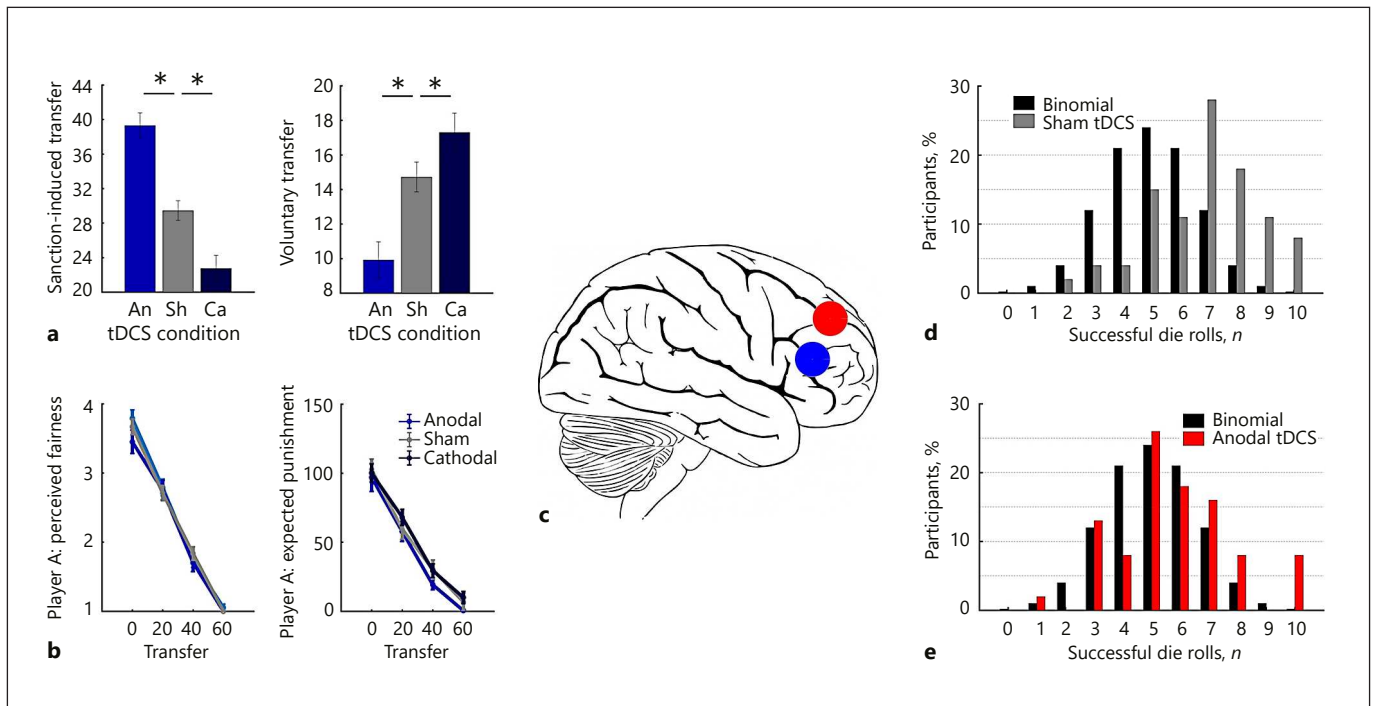 44
40
36
32
28
24
20
Sanction-induced transfer
* *
An Sh Ca
tDCS condition
a
20
18
16
14
12
10
8
Voluntary transfer
* *
An Sh Ca
tDCS condition
4
3
2
1
Player A: perceived fairness
0 20 40 60
Transfer
b
150
100
50
0
Player A: expected punishment
Anodal
Sham
Cathodal
0 20 40 60
Transfer
c
30
20
10
0
Participants, %
Binomial
Sham tDCS
0 1 2 3 4 5 6 7 8 9 10
Successful die rolls, n
d
30
20
10
0
Participants, %
Binomial
Anodal tDCS
0 1 2 3 4 5 6 7 8 9 10
Successful die rolls, n
e